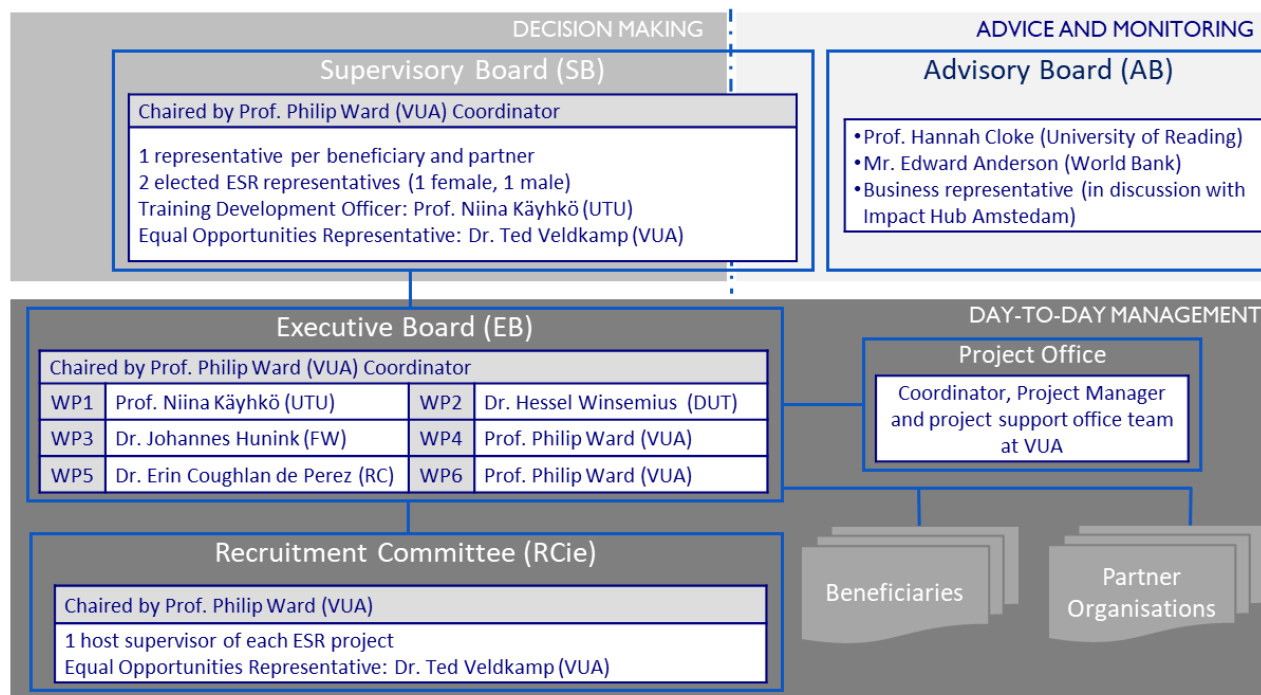 DECISION MAKING
Supervisory Board (SB)
Chaired by Prof. Philip Ward (VUA) Coordinator
1 representative per beneficiary and partner
2 elected ESR representatives (1 female, 1 male)
Training Development Officer: Prof. Niina Käyhkö (UTU)
Equal Opportunities Representative: Dr. Ted Veldkamp (VUA)
ADVICE AND MONITORING
Advisory Board (AB)
•Prof. Hannah Cloke (University of Reading)
•Mr. Edward Anderson (World Bank)
•Business representative (in discussion with
Impact Hub Amstedam)
DAY-TO-DAY MANAGEMENT
Executive Board (EB)
Chaired by Prof. Philip Ward (VUA) Coordinator
WP1 Prof. Niina Käyhkö (UTU) WP2 Dr. Hessel Winsemius (DUT)
WP3 Dr. Johannes Hunink (FW) WP4 Prof. Philip Ward (VUA)
WP5 Dr. Erin Coughlan de Perez (RC) WP6 Prof. Philip Ward (VUA)
Project Office
Coordinator, Project Manager
and project support office team
at VUA
Recruitment Committee (RCie)
Chaired by Prof. Philip Ward (VUA)
1 host supervisor of each ESR project
Equal Opportunities Representative: Dr. Ted Veldkamp (VUA)
Beneficiaries
Partner
Organisations